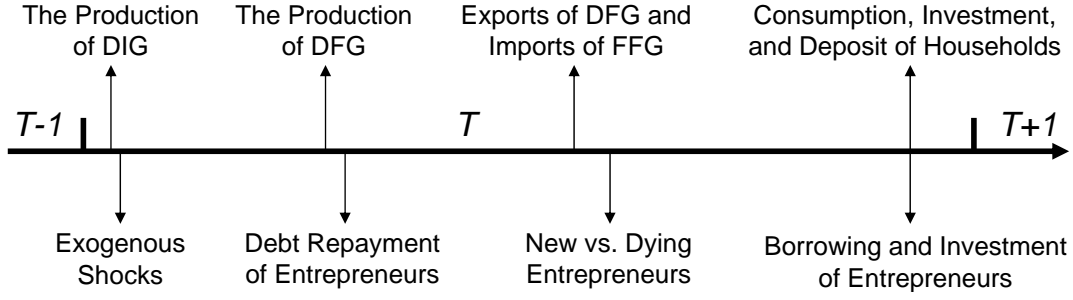 The Production
of DIG
The Production
of DFG
Exports of DFG and
Imports of FFG
Consumption, Investment,
and Deposit of Households
T-1
T
T+1
Exogenous
Shocks
Debt Repayment
of Entrepreneurs
New vs. Dying
Entrepreneurs
Borrowing and Investment
of Entrepreneurs